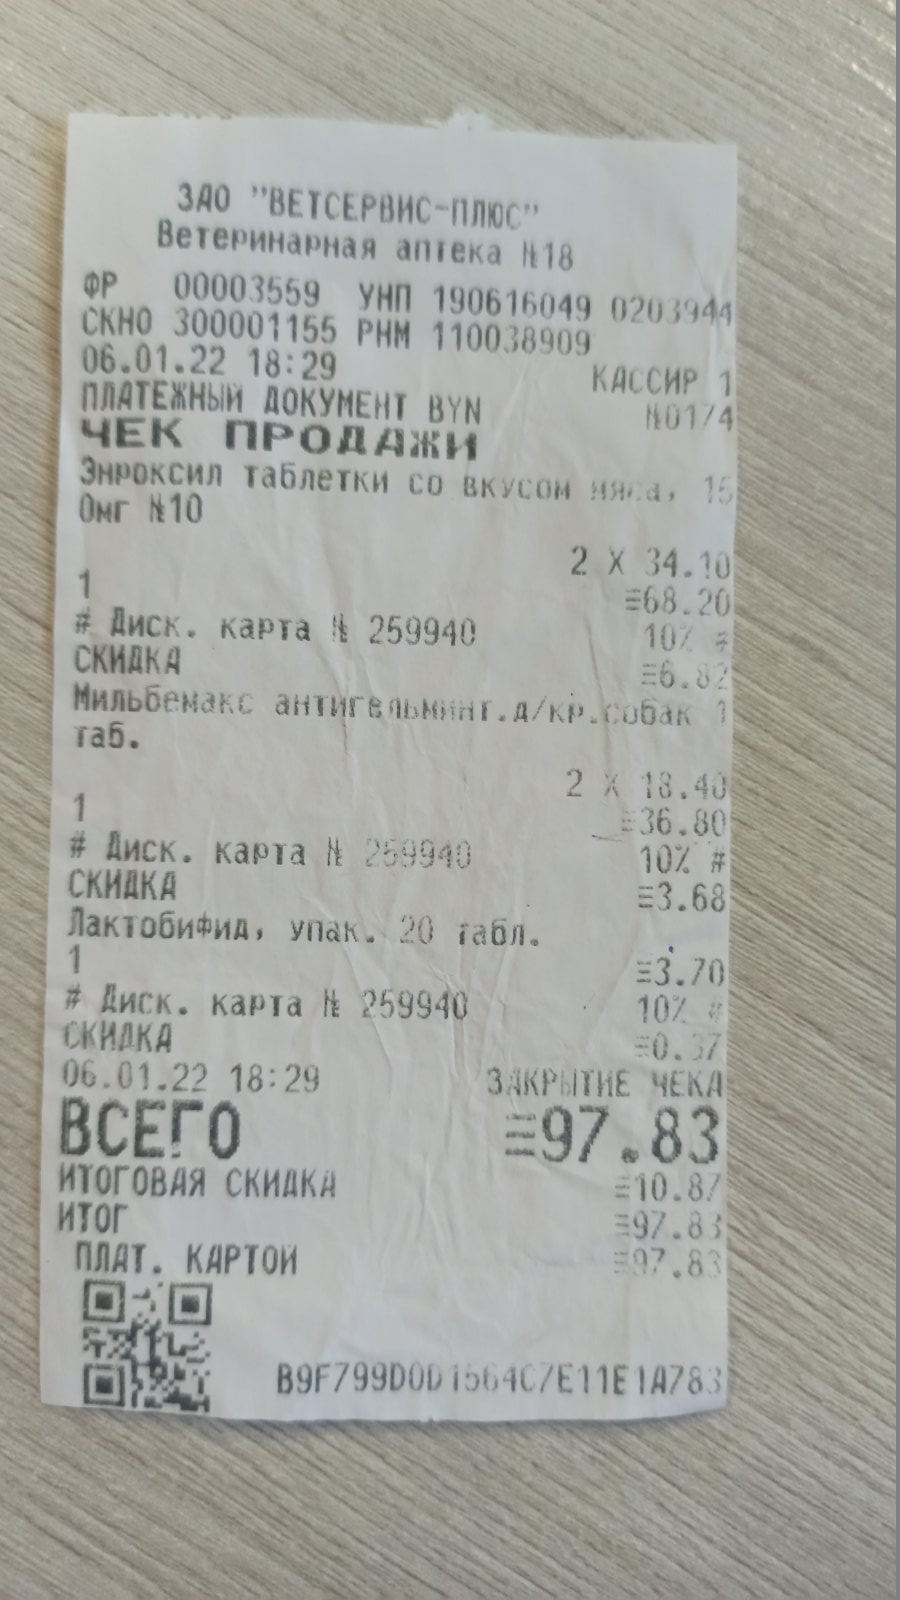 ЗАО "ВЕТСЕРВИС-ПЛЮС"
Ветеринарная аптека №18
ФР 00003559 УНП 190616049 0203944
СКНО 300001155 РНМ 110038909
06.01.22 18:29 КАССИР 1
ПЛАТЕЖНЫЙ ДОКУМЕНТ BYN №0174
ЧЕК ПРОДАЖИ
Энроксил таблетки со вкусом мяса, 15
0мг №10
2 X 34.10
1 ≡68.20
# Диск. карта № 259940 10% #
СКИДКА ≡6.82
Мильбемакс антигельминт.д/кр.собак 1
таб.
2 X 18.40
1 ≡36.80
# Диск. карта № 259940 10% #
СКИДКА ≡3.68
Лактобифид, упак. 20 табл.
1 ≡3.70
# Диск. карта № 259940 10% #
СКИДКА ≡0.37
06.01.22 18:29 ЗАКРЫТИЕ ЧЕКА
ВСЕГО ≡97.83
ИТОГОВАЯ СКИДКА ≡10.87
ИТОГ ≡97.83
ПЛАТ. КАРТОЙ ≡97.83
B9F799D0D1564C7E11E1A783